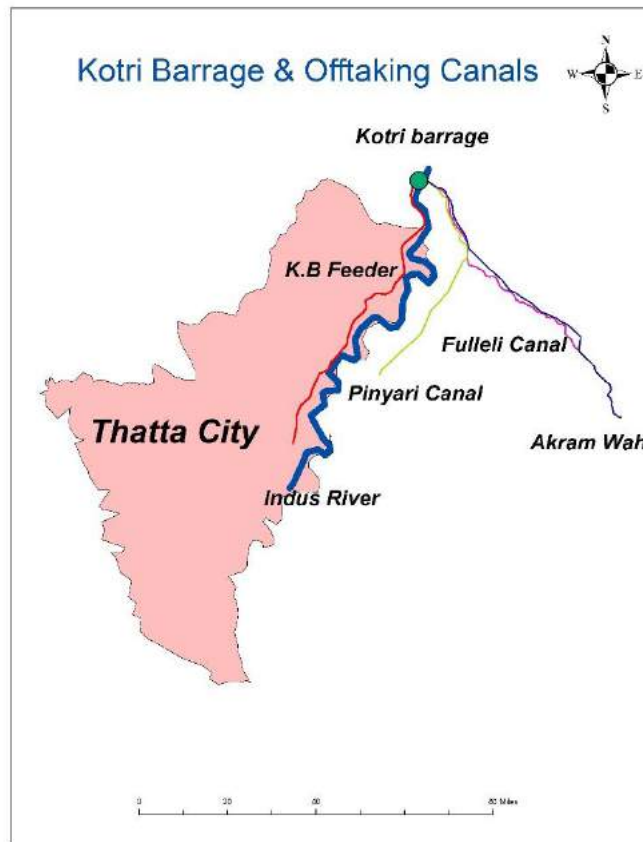 Kotri Barrage & Offtaking Canals
N
W E
S
Kotri barrage
K.B Feeder
Fulleli Canal
Pinyari Canal
Thatta City
Akram Wah
Indus River
0 20 40 80 Miles